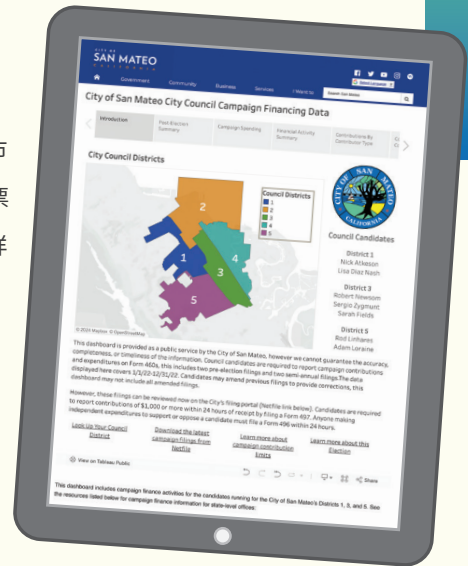 市
票
詳
CITY OF
SAN MATEO
CALIFORNIA
Select Language
Government Community Business Services I Want to Search San Mateo
City of San Mateo City Council Campaign Financing Data
Introduction
Past Election Summary
Campaign Spending
Financial Activity Summary
Contributions By Contributor Type
City Council Districts
Council Districts
1
2
3
4
5
2
1
4
3
5
© 2024 Mapbox © OpenStreetMap
CITY OF SAN MATEO
CALIFORNIA
Council Candidates
District 1
Nick Atkeson
Lisa Diaz Nash
District 3
Robert Newsom
Sergio Zygmunt
Sarah Fields
District 5
Rod Linhares
Adam Loraine
This dashboard is provided as a public service by the City of San Mateo, however we cannot guarantee the accuracy,
completeness, or timeliness of the information. Council candidates are required to report campaign contributions
and expenditures on Form 460s, this includes two pre-election filings and two semi-annual filings.The data
displayed here covers 1/1/22-12/31/22. Candidates may amend previous filings to provide corrections, this
dashboard may not include all amended filings.
However, these filings can be reviewed now on the City's filing portal (Netfile link below). Candidates are required
to report contributions of $1,000 or more within 24 hours of receipt by filing a Form 497. Anyone making
independent expenditures to support or oppose a candidate must file a Form 496 within 24 hours.
Look Up Your Council
District
Download the latest
campaign filings from
Netfile
Learn more about
campaign contribution
limits
Learn more about this
Election
View on Tableau Public
Share
This dashboard includes campaign finance activities for the candidates running for the City of San Mateo's Districts 1, 3, and 5. See
the resources listed below for campaign finance information for state-level offices: